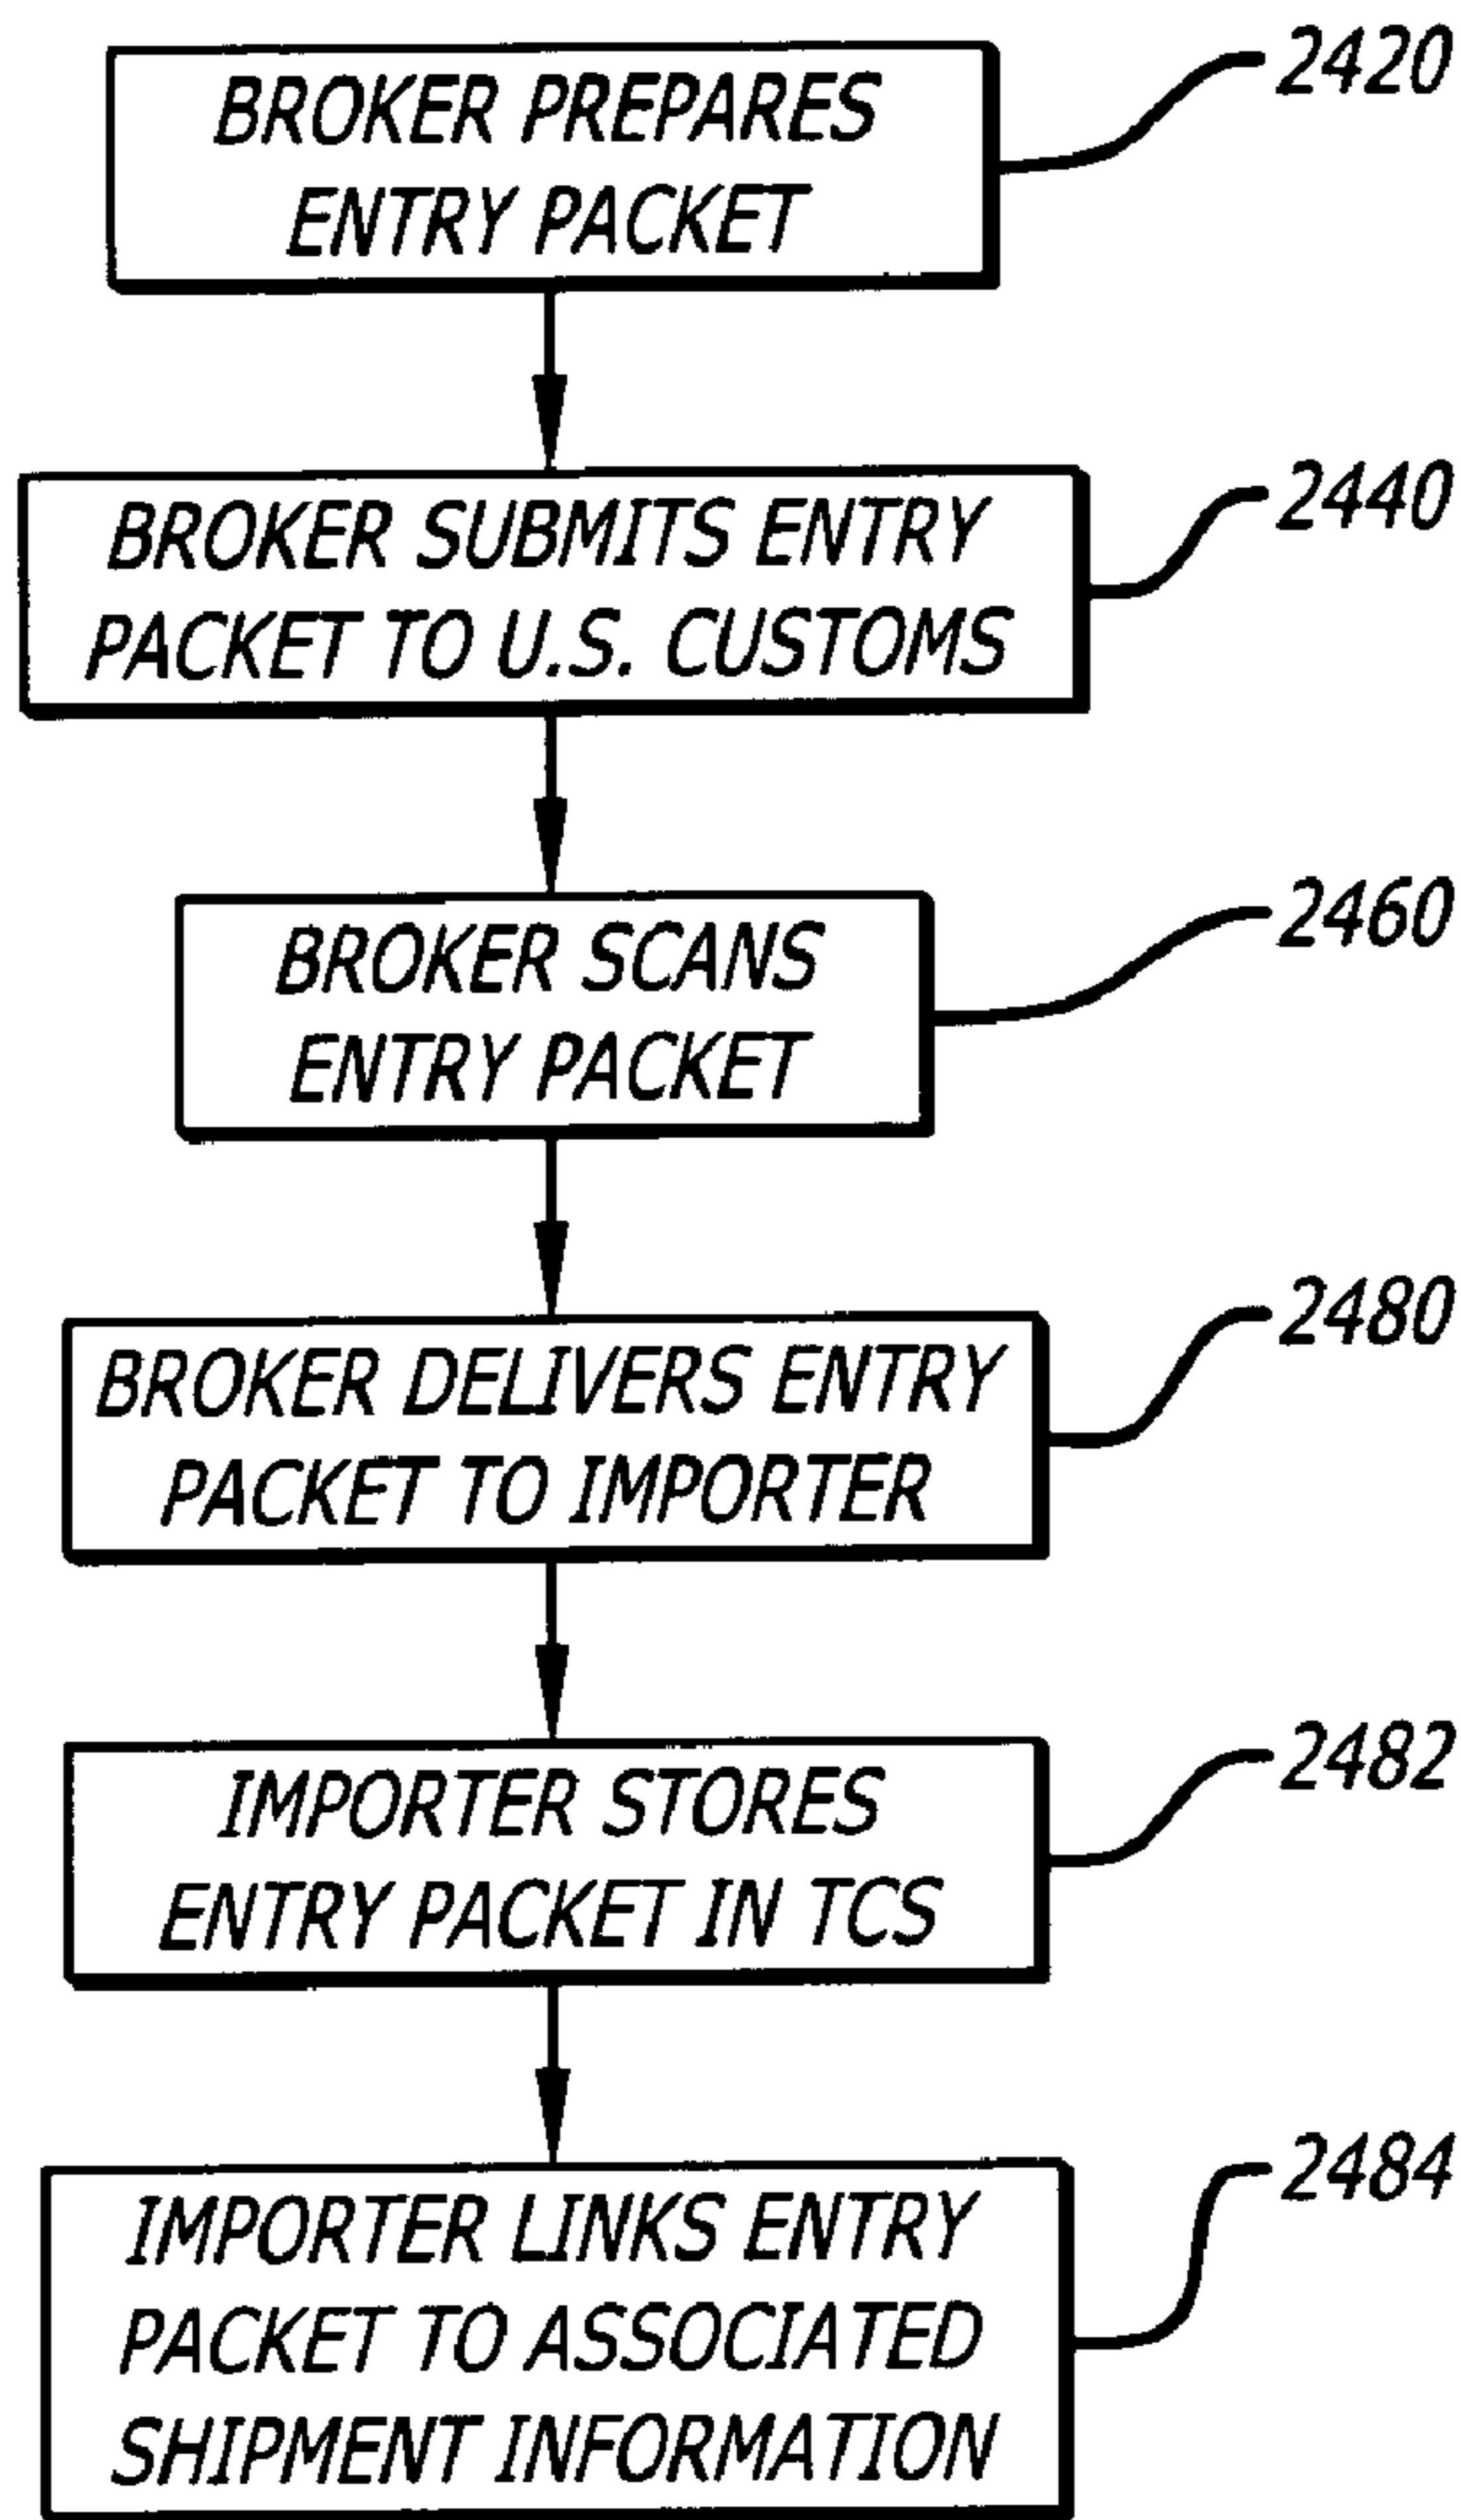 BROKER PREPARES
ENTRY PACKET
2420
BROKER SUBMITS ENTRY
PACKET TO U.S. CUSTOMS
2440
BROKER SCANS
ENTRY PACKET
2460
BROKER DELIVERS ENTRY
PACKET TO IMPORTER
2480
IMPORTER STORES
ENTRY PACKET IN TCS
2482
IMPORTER LINKS ENTRY
PACKET TO ASSOCIATED
SHIPMENT INFORMATION
2484